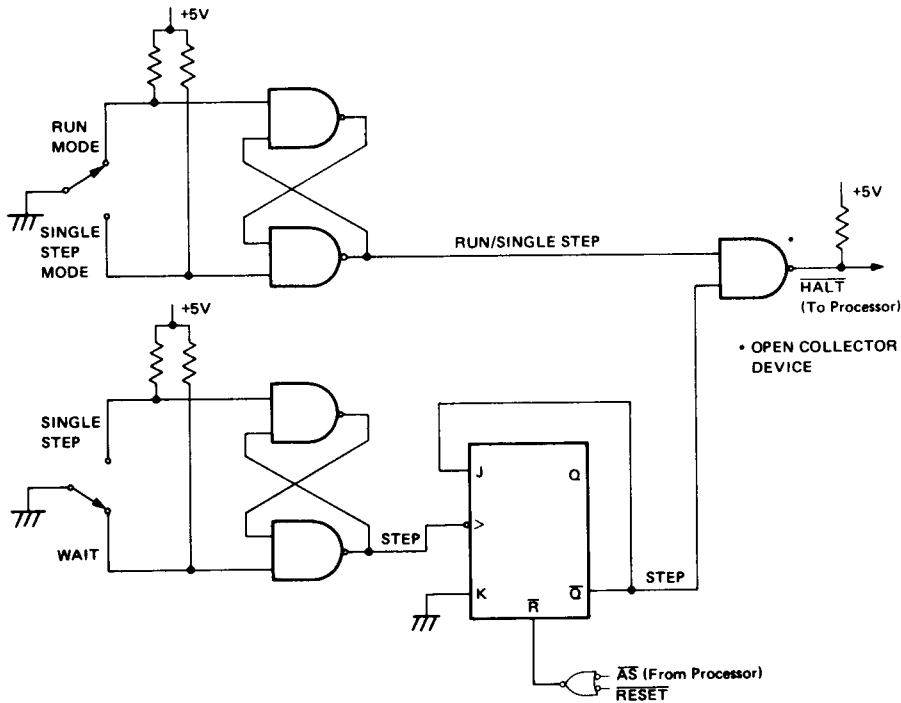 +5V
RUN
MODE
SINGLE
STEP
MODE
RUN/SINGLE STEP
+5V
HALT
(To Processor)
• OPEN COLLECTOR
DEVICE
+5V
SINGLE
STEP
WAIT
STEP
J
Q
>
K
R
Q
STEP
AS (From Processor)
RESET